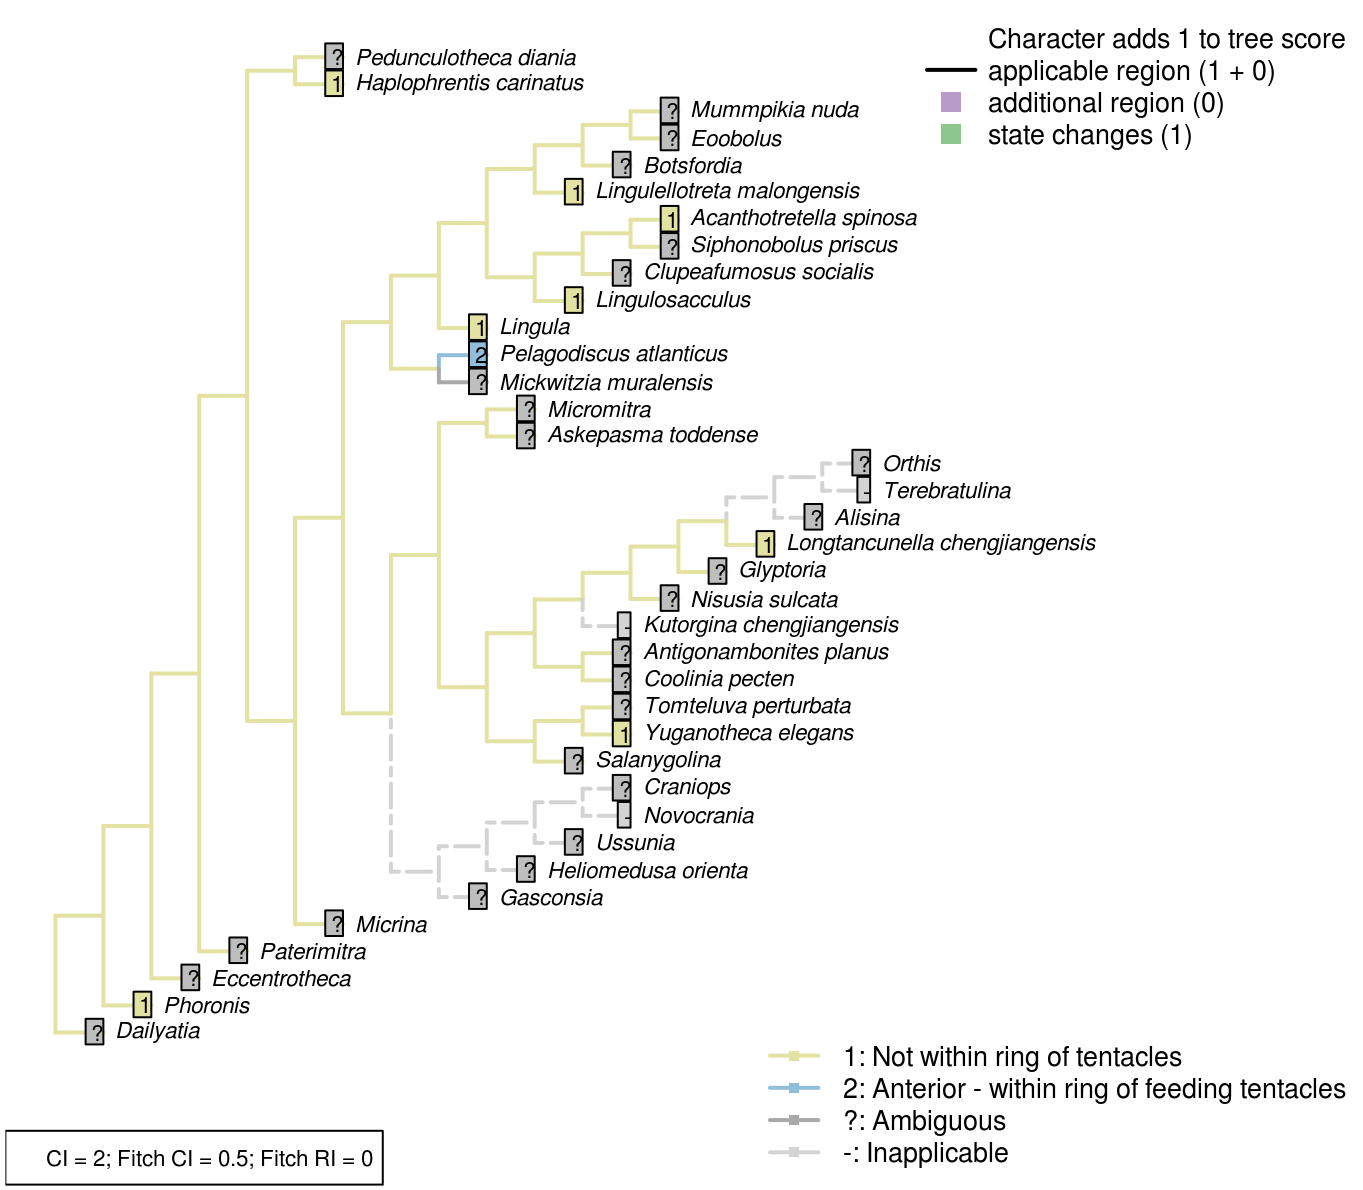 Character adds 1 to tree score
applicable region (1 + 0)
additional region (0)
state changes (1)
? Pedunculotheca diania
1 Haplophrentis carinatus
? Mummpikia nuda
? Eoobolus
? Botsfordia
1 Lingulellotreta malongensis
1 Acanthotretella spinosa
? Siphonobolus priscus
? Clupeafumosus socialis
1 Lingulosacculus
1 Lingula
2 Pelagodiscus atlanticus
? Mickwitzia muralensis
? Micromitra
? Askepasma toddense
? Orthis
- Terebratulina
? Alisina
1 Longtancunella chengjiangensis
? Glyptoria
? Nisusia sulcata
- Kutorgina chengjiangensis
? Antigonambonites planus
? Coolinia pecten
? Tomteluva perturbata
1 Yuganotheca elegans
? Salanygolina
? Craniops
- Novocrania
? Ussunia
? Heliomedusa orienta
? Gasconsia
? Micrina
? Paterimitra
? Eccentrotheca
1 Phoronis
? Dailyatia
1: Not within ring of tentacles
2: Anterior - within ring of feeding tentacles
?: Ambiguous
-: Inapplicable
CI = 2; Fitch CI = 0.5; Fitch RI = 0